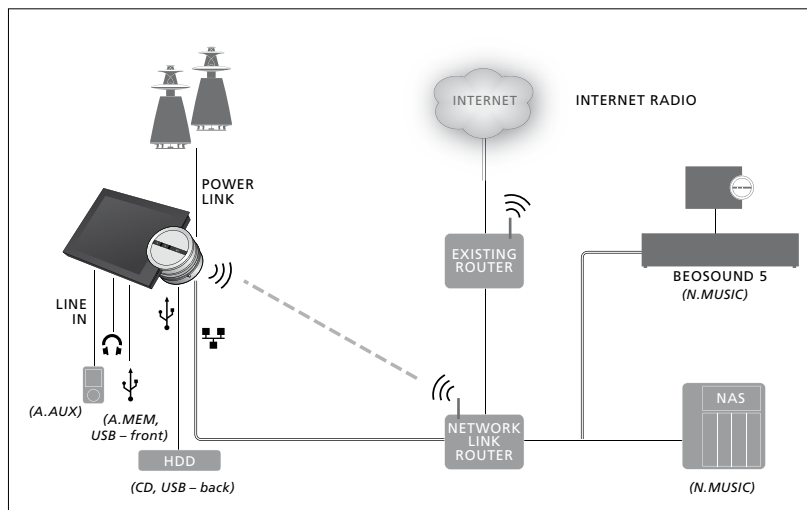 INTERNET
INTERNET RADIO
POWER
LINK
EXISTING
ROUTER
BEOSOUND 5
(N.MUSIC)
LINE
IN
(A.AUX)
(A.MEM,
USB – front)
HDD
(CD, USB – back)
NETWORK
LINK
ROUTER
NAS
(N.MUSIC)